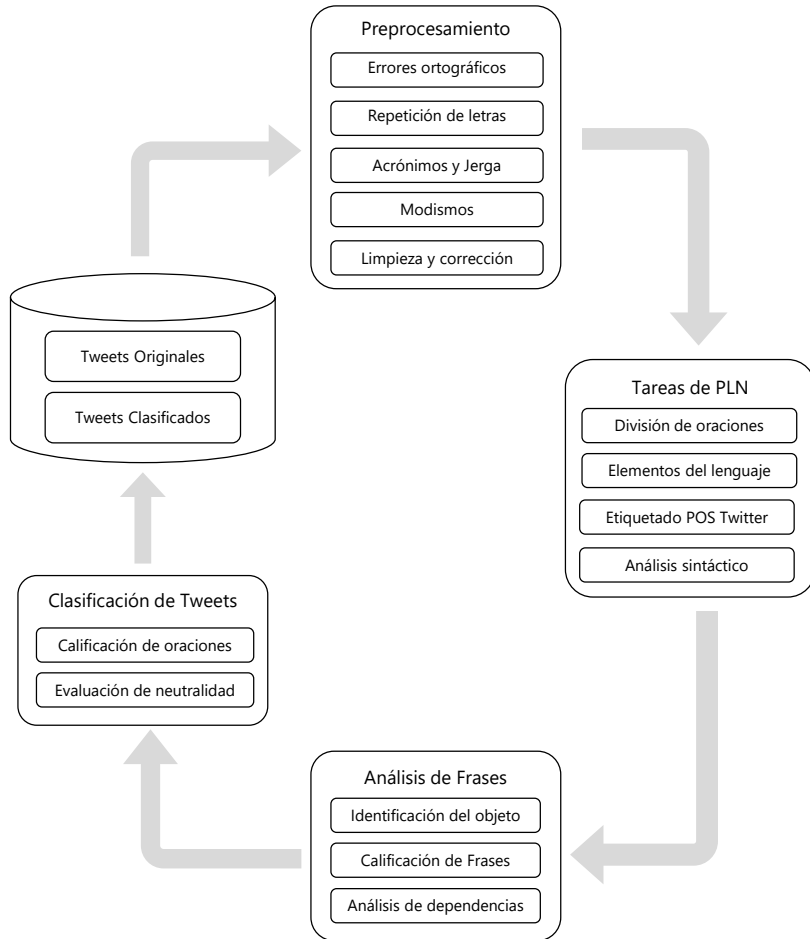 Preprocesamiento
Errores ortográficos
Repetición de letras
Acrónimos y Jerga
Modismos
Limpieza y corrección
Tweets Originales
Tweets Clasificados
Tareas de PLN
División de oraciones
Elementos del lenguaje
Etiquetado POS Twitter
Análisis sintáctico
Clasificación de Tweets
Calificación de oraciones
Evaluación de neutralidad
Análisis de Frases
Identificación del objeto
Calificación de Frases
Análisis de dependencias